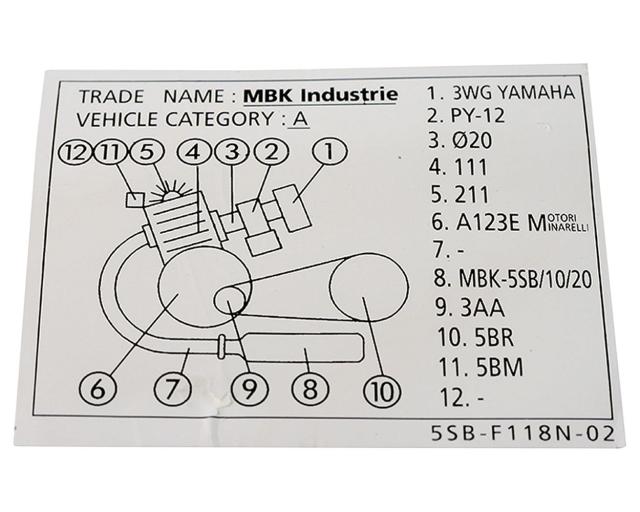 TRADE NAME : MBK Industrie
VEHICLE CATEGORY : A
12 11 5 4 3 2 1
6 7 9 8 10
1. 3WG YAMAHA
2. PY-12
3. Ø20
4. 111
5. 211
6. A123E MOTORI MINARELLI
7. -
8. MBK-5SB/10/20
9. 3AA
10. 5BR
11. 5BM
12. -
5SB-F118N-02